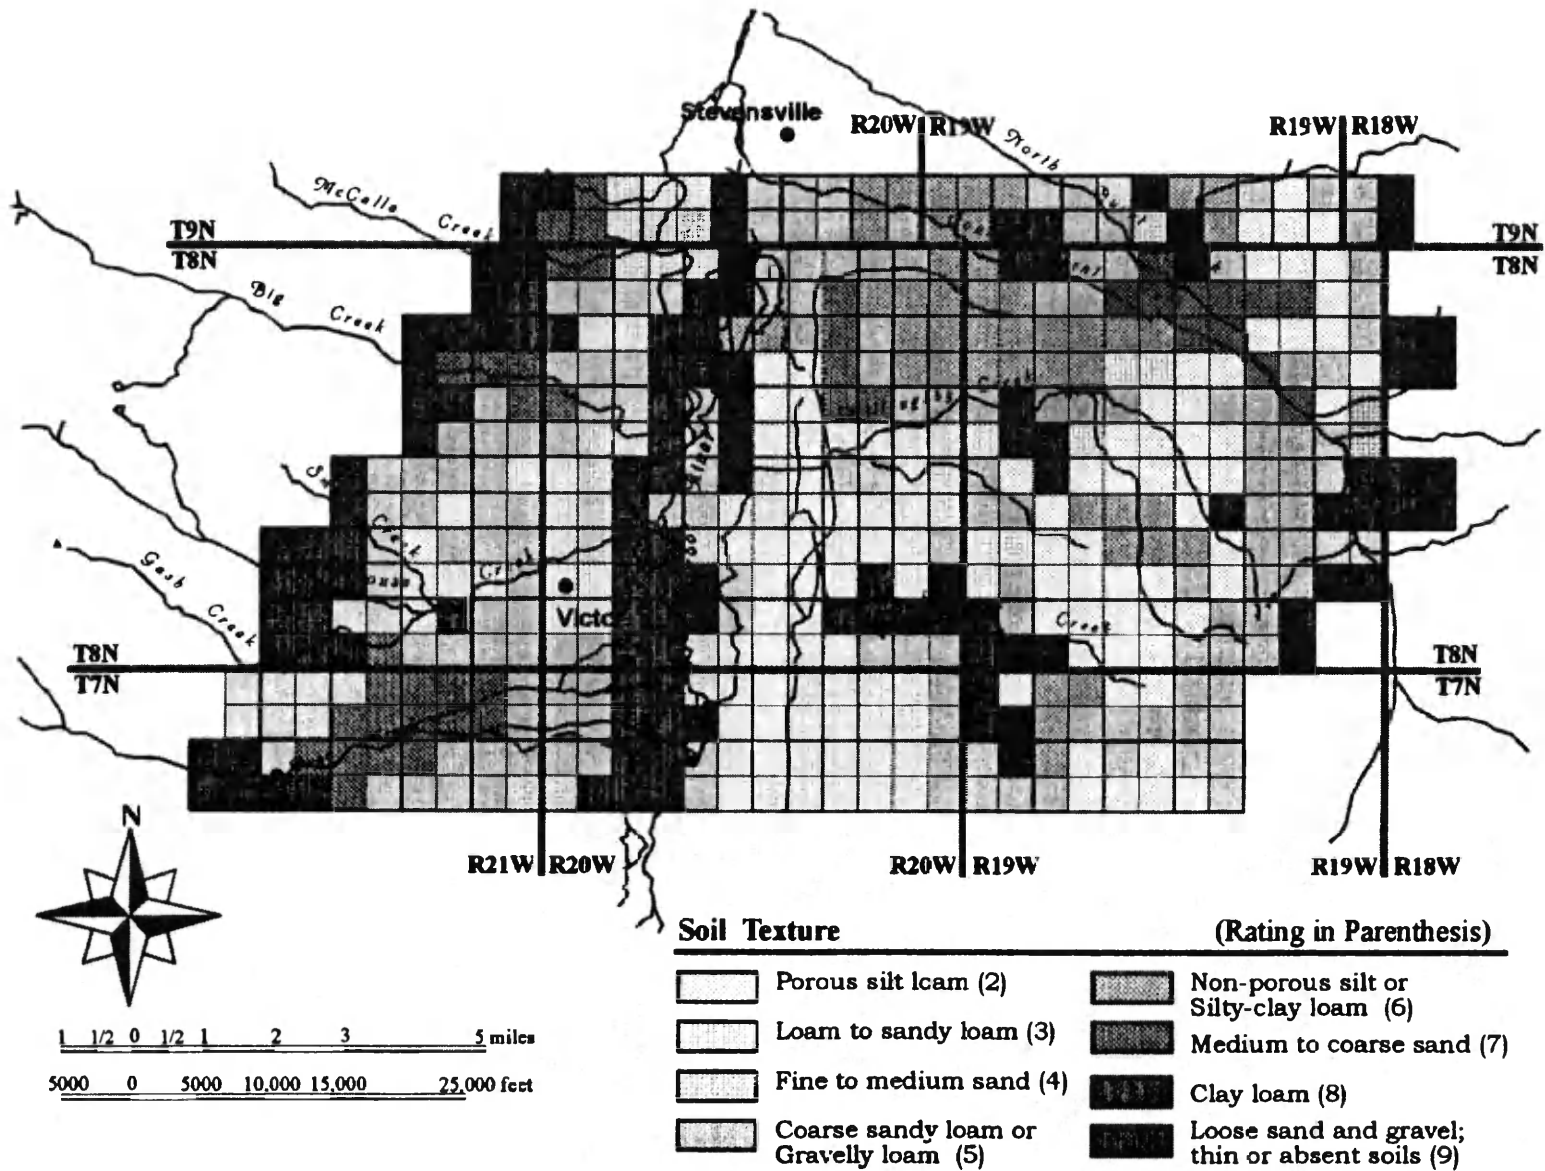 Stevensville
R20W R19W
R19W R18W
North
McCalla
Creek
T9N
T8N
T9N
T8N
Big
Creek
Creek
River
Creek
Creek
Gash
Creek
Victo
Creek
T8N
T7N
T8N
T7N
N
R21W R20W
R20W R19W
R19W R18W
Soil Texture (Rating in Parenthesis)
Porous silt lcam (2)
Loam to sandy loam (3)
Fine to medium sand (4)
Coarse sandy loam or
Gravelly loam (5)
Non-porous silt or
Silty-clay loam (6)
Medium to coarse sand (7)
Clay loam (8)
Loose sand and gravel;
thin or absent soils (9)
1 1/2 0 1/2 1 2 3 5 miles
5000 0 5000 10,000 15,000 25,000 feet